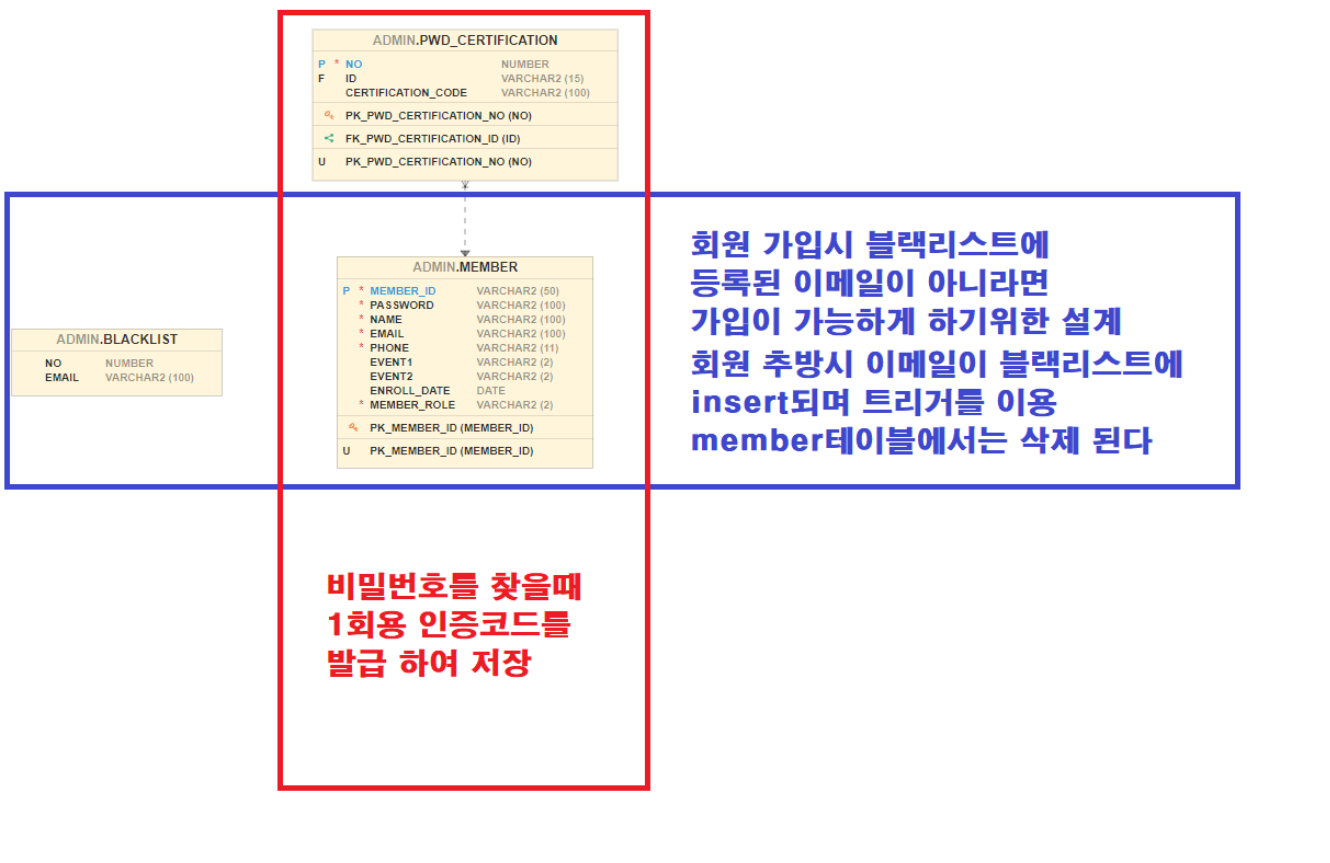 ADMIN.PWD_CERTIFICATION
P * NO NUMBER
F ID VARCHAR2 (15)
CERTIFICATION_CODE VARCHAR2 (100)
PK_PWD_CERTIFICATION_NO (NO)
FK_PWD_CERTIFICATION_ID (ID)
U PK_PWD_CERTIFICATION_NO (NO)
ADMIN.MEMBER
P * MEMBER_ID VARCHAR2 (50)
* PASSWORD VARCHAR2 (100)
* NAME VARCHAR2 (100)
* EMAIL VARCHAR2 (100)
* PHONE VARCHAR2 (11)
EVENT1 VARCHAR2 (2)
EVENT2 VARCHAR2 (2)
ENROLL_DATE DATE
* MEMBER_ROLE VARCHAR2 (2)
PK_MEMBER_ID (MEMBER_ID)
U PK_MEMBER_ID (MEMBER_ID)
ADMIN.BLACKLIST
NO NUMBER
EMAIL VARCHAR2 (100)
회원 가입시 블랙리스트에
등록된 이메일이 아니라면
가입이 가능하게 하기위한 설계
회원 추방시 이메일이 블랙리스트에
insert되며 트리거를 이용
member테이블에서는 삭제 된다
비밀번호를 찾을때
1회용 인증코드를
발급 하여 저장